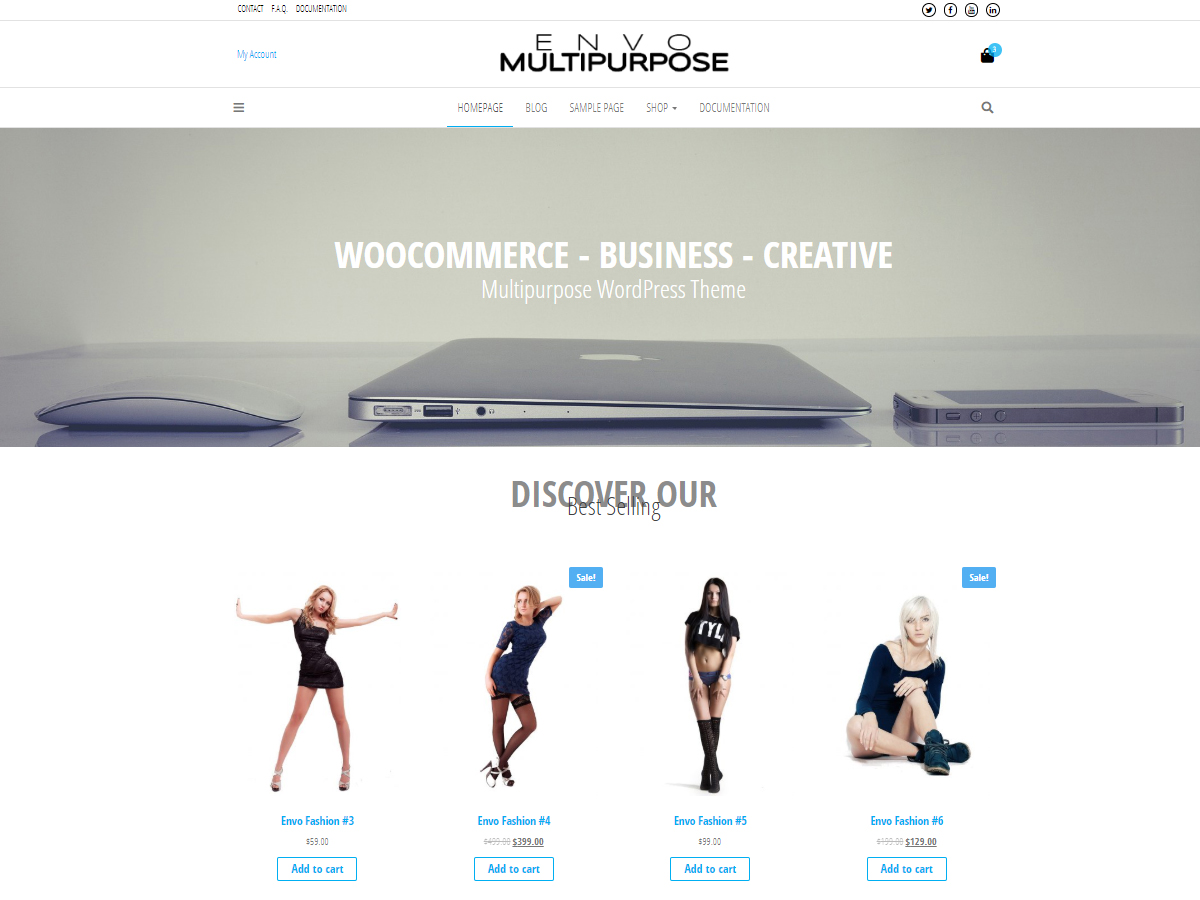 CONTACT F.A.Q. DOCUMENTATION
My Account
ENVO
MULTIPURPOSE
3
HOMEPAGE BLOG SAMPLE PAGE SHOP DOCUMENTATION
WOOCOMMERCE - BUSINESS - CREATIVE
Multipurpose WordPress Theme
DISCOVER OUR
Best Selling
Sale! Sale!
TYL
Envo Fashion #3 Envo Fashion #4 Envo Fashion #5 Envo Fashion #6
$59.00 $499.00 $399.00 $99.00 $199.00 $129.00
Add to cart Add to cart Add to cart Add to cart